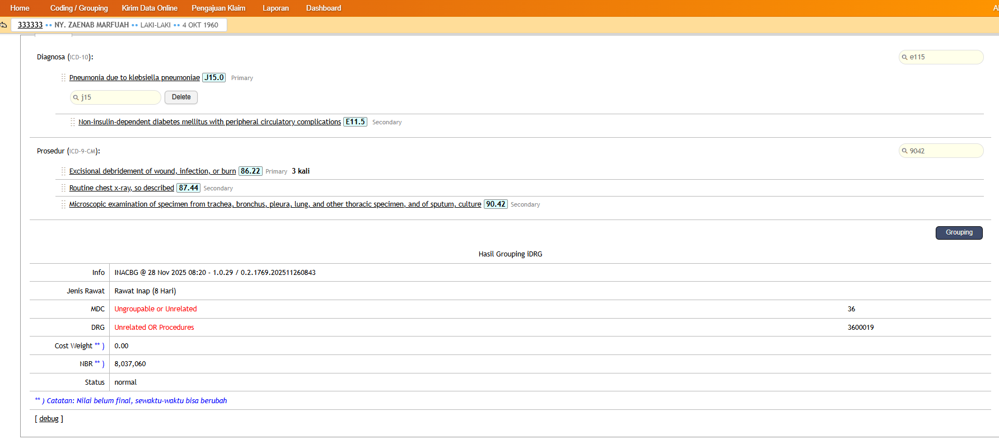 Home Coding / Grouping Kirim Data Online Pengajuan Klaim Laporan Dashboard
333333 •• NY. ZAENAB MARFUAH •• LAKI-LAKI •• 4 OKT 1960
Diagnosa (ICD-10): e115
Pneumonia due to klebsiella pneumoniae J15.0 Primary
j15 Delete
Non-insulin-dependent diabetes mellitus with peripheral circulatory complications E11.5 Secondary
Prosedur (ICD-9-CM): 9042
Excisional debridement of wound, infection, or burn 86.22 Primary 3 kali
Routine chest x-ray, so described 87.44 Secondary
Microscopic examination of specimen from trachea, bronchus, pleura, lung, and other thoracic specimen, and of sputum, culture 90.42 Secondary
Grouping
Hasil Grouping iDRG
Info INACBG @ 28 Nov 2025 08:20 - 1.0.29 / 0.2.1769.202511260843
Jenis Rawat Rawat Inap (8 Hari)
MDC Ungroupable or Unrelated 36
DRG Unrelated OR Procedures 3600019
Cost Weight ** ) 0.00
NBR ** ) 8,037,060
Status normal
** ) Catatan: Nilai belum final, sewaktu-waktu bisa berubah
[ debug ]